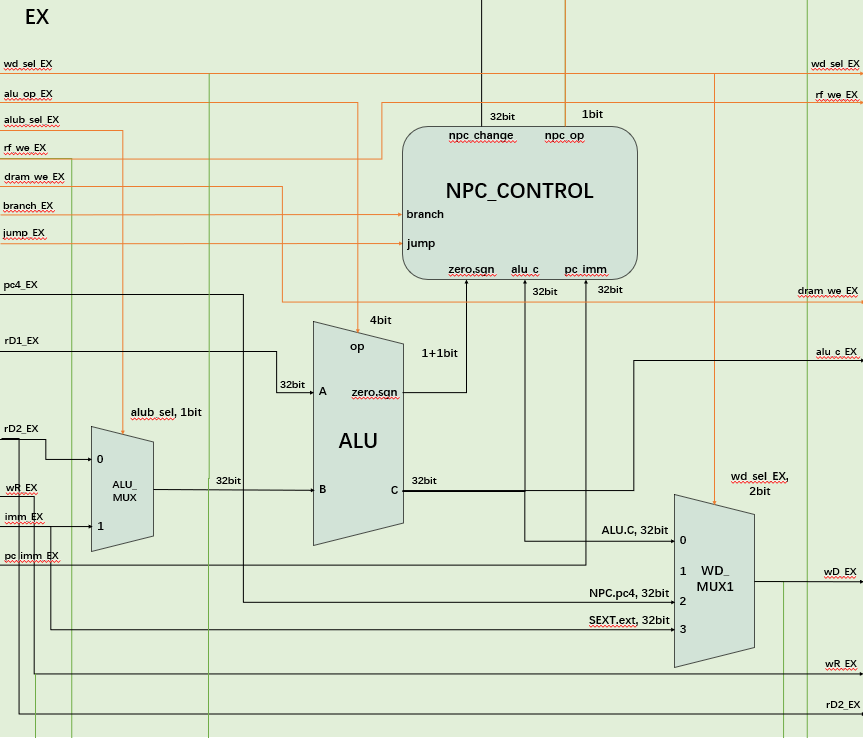 EX
wd_sel_EX
wd_sel_EX
alu_op_EX
rf_we_EX
alub_sel_EX
32bit
1bit
npc_change
npc_op
rf_we_EX
dram_we_EX
NPC_CONTROL
branch_EX
branch
jump_EX
jump
zero,sgn
alu_c
pc_imm
pc4_EX
32bit
32bit
dram_we_EX
4bit
rD1_EX
op
1+1bit
alu_c_EX
32bit
A
zero,sgn
alub_sel, 1bit
rD2_EX
ALU
0
ALU_
MUX
32bit
B
C
32bit
wd_sel_EX,
2bit
wR_EX
imm_EX
1
ALU.C, 32bit
0
pc_imm_EX
1
WD_
MUX1
wD_EX
NPC.pc4, 32bit
2
SEXT.ext, 32bit
3
wR_EX
rD2_EX